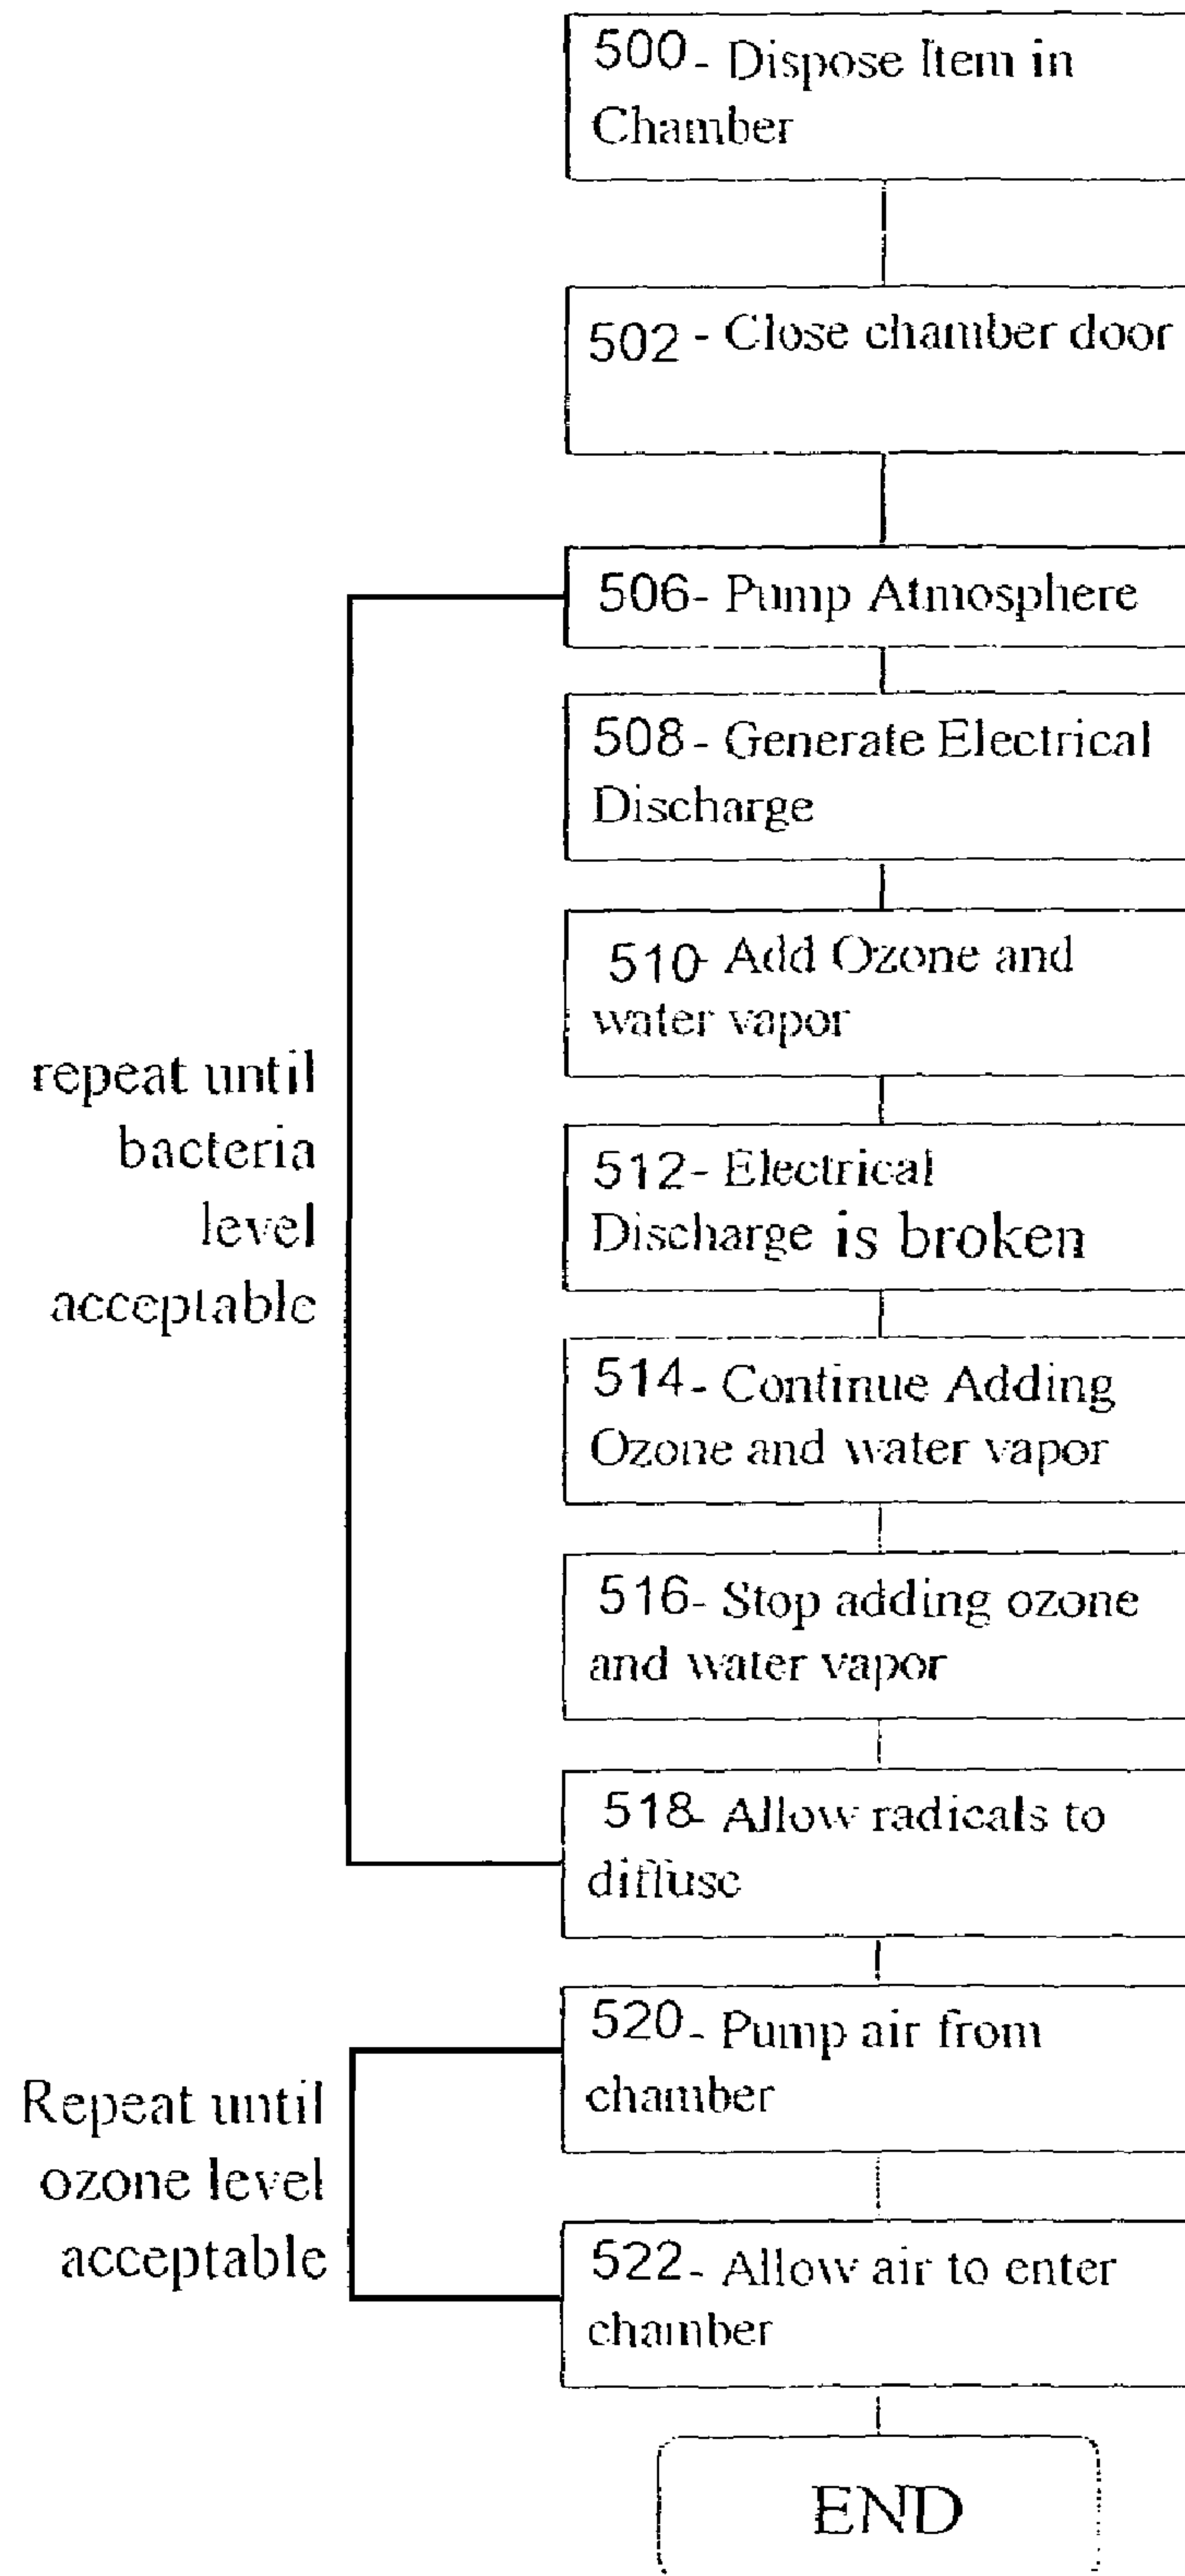 500- Dispose Item in
Chamber
502 - Close chamber door
506- Pump Atmosphere
508- Generate Electrical
Discharge
510- Add Ozone and
water vapor
512- Electrical
Discharge is broken
514- Continue Adding
Ozone and water vapor
516- Stop adding ozone
and water vapor
518- Allow radicals to
diffuse
repeat until
bacteria
level
acceptable
520- Pump air from
chamber
522- Allow air to enter
chamber
Repeat until
ozone level
acceptable
END